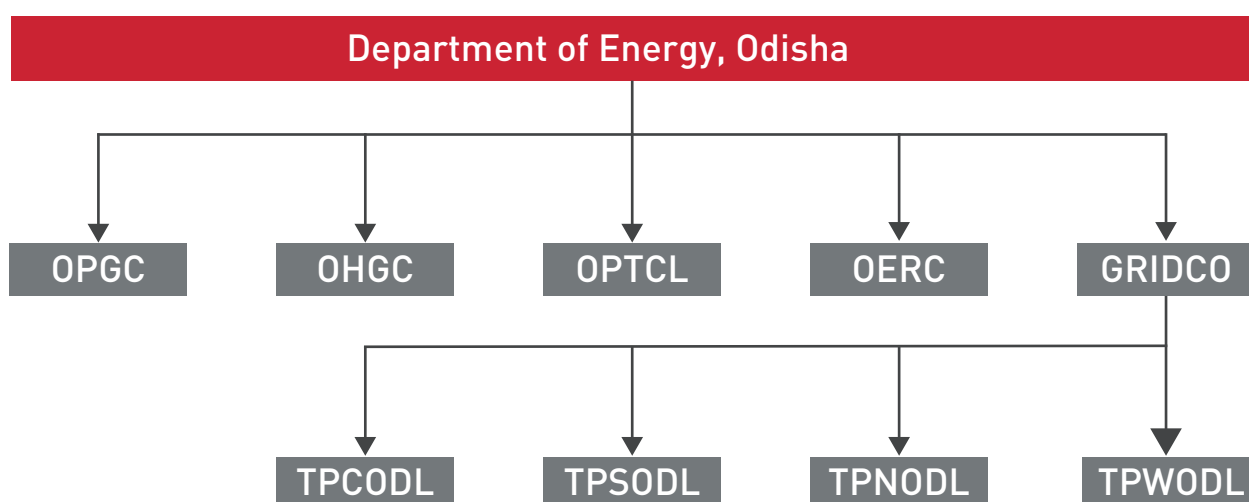 Department of Energy, Odisha
OPGC OHGC OPTCL OERC GRIDCO
TPCODL TPSODL TPNODL TPWODL